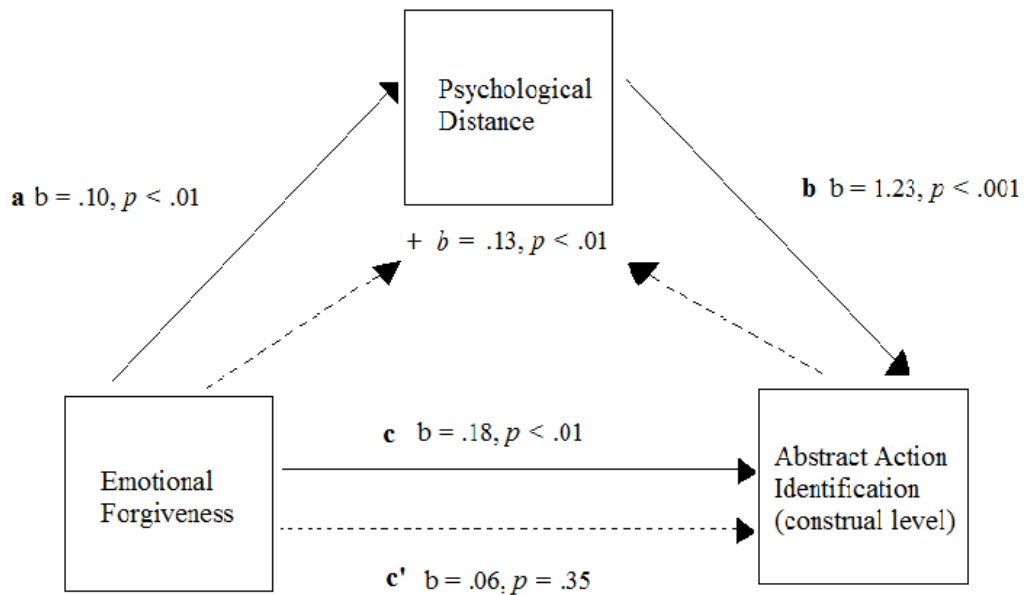 Psychological
Distance
a b = .10, p < .01
b b = 1.23, p < .001
+ b = .13, p < .01
c b = .18, p < .01
Emotional
Forgiveness
Abstract Action
Identification
(construal level)
c' b = .06, p = .35